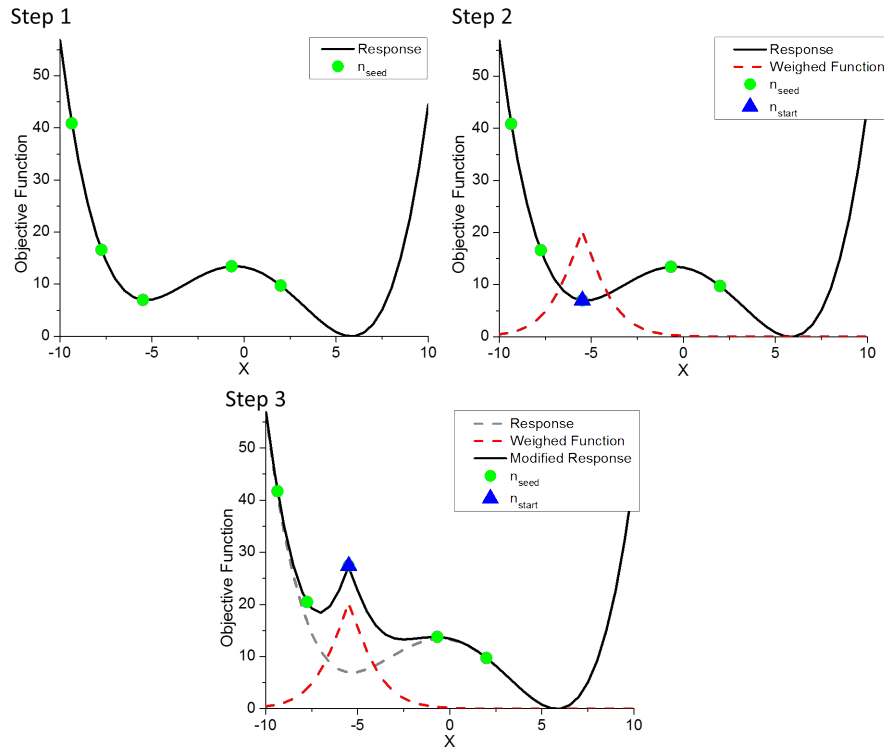 Step 1
Response
n_seed
50
40
30
20
10
0
Objective Function
-10 -5 0 5 10
X
Step 2
Response
Weighed Function
n_seed
n_start
50
40
30
20
10
0
Objective Function
-10 -5 0 5 10
X
Step 3
Response
Weighed Function
Modified Response
n_seed
n_start
50
40
30
20
10
0
Objective Function
-10 -5 0 5 10
X